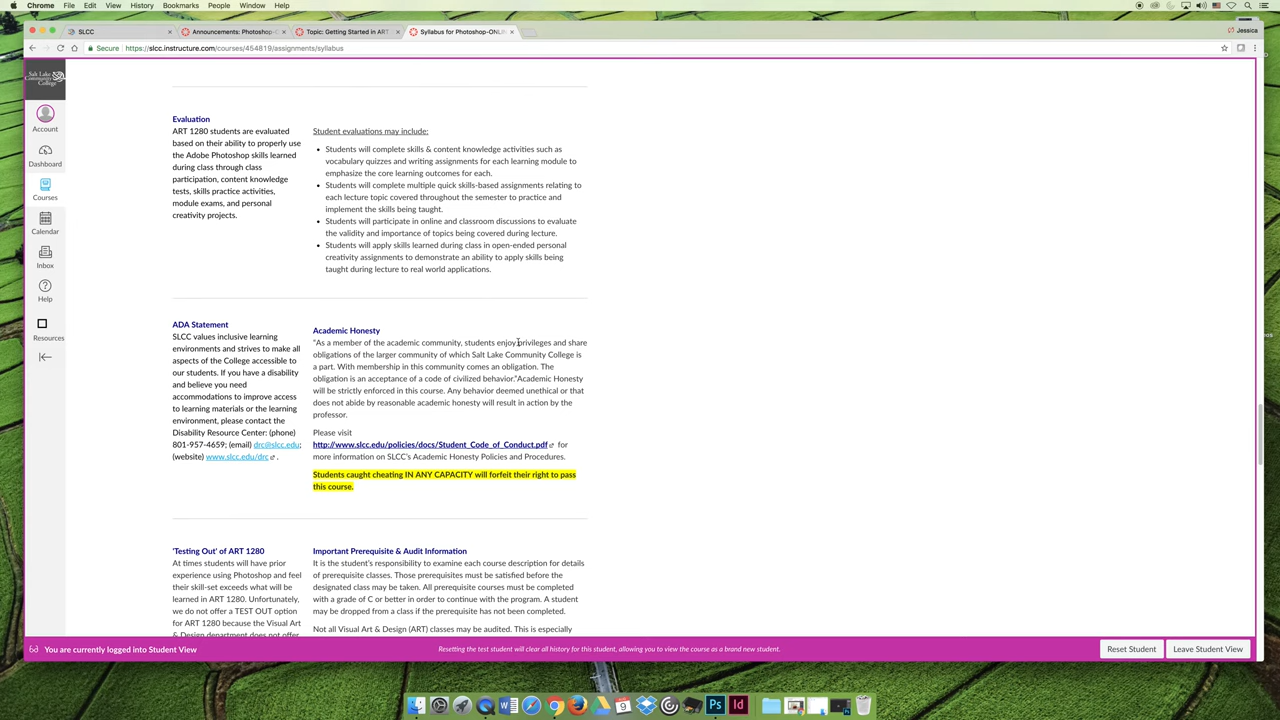 Chrome File Edit View History Bookmarks People Window Help
SLCC
Announcements: Photoshop-O
Topic: Getting Started in ART
Syllabus for Photoshop-ONLIN
Jessica
Secure https://slcc.instructure.com/courses/454819/assignments/syllabus
Salt Lake
Community
College
Account
Dashboard
Courses
Calendar
Inbox
Help
Resources
Evaluation
ART 1280 students are evaluated
based on their ability to properly use
the Adobe Photoshop skills learned
during class through class
participation, content knowledge
tests, skills practice activities,
module exams, and personal
creativity projects.
Student evaluations may include:
• Students will complete skills & content knowledge activities such as
vocabulary quizzes and writing assignments for each learning module to
emphasize the core learning outcomes for each.
• Students will complete multiple quick skills-based assignments relating to
each lecture topic covered throughout the semester to practice and
implement the skills being taught.
• Students will participate in online and classroom discussions to evaluate
the validity and importance of topics being covered during lecture.
• Students will apply skills learned during class in open-ended personal
creativity assignments to demonstrate an ability to apply skills being
taught during lecture to real world applications.
ADA Statement
SLCC values inclusive learning
environments and strives to make all
aspects of the College accessible to
our students. If you have a disability
and believe you need
accommodations to improve access
to learning materials or the learning
environment, please contact the
Disability Resource Center: (phone)
801-957-4659; (email) drc@slcc.edu;
(website) www.slcc.edu/drc .
Academic Honesty
"As a member of the academic community, students enjoy privileges and share
obligations of the larger community of which Salt Lake Community College is
a part. With membership in this community comes an obligation. The
obligation is an acceptance of a code of civilized behavior."Academic Honesty
will be strictly enforced in this course. Any behavior deemed unethical or that
does not abide by reasonable academic honesty will result in action by the
professor.
Please visit
http://www.slcc.edu/policies/docs/Student_Code_of_Conduct.pdf for
more information on SLCC's Academic Honesty Policies and Procedures.
Students caught cheating IN ANY CAPACITY will forfeit their right to pass
this course.
'Testing Out' of ART 1280
At times students will have prior
experience using Photoshop and feel
their skill-set exceeds what will be
learned in ART 1280. Unfortunately,
we do not offer a TEST OUT option
for ART 1280 because the Visual Art
& Design department does not offer
Important Prerequisite & Audit Information
It is the student's responsibility to examine each course description for details
of prerequisite classes. Those prerequisites must be satisfied before the
designated class may be taken. All prerequisite courses must be completed
with a grade of C or better in order to continue with the program. A student
may be dropped from a class if the prerequisite has not been completed.
Not all Visual Art & Design (ART) classes may be audited. This is especially
You are currently logged into Student View
Resetting the test student will clear all history for this student, allowing you to view the course as a brand new student.
Reset Student
Leave Student View
W
9
Ps
Id